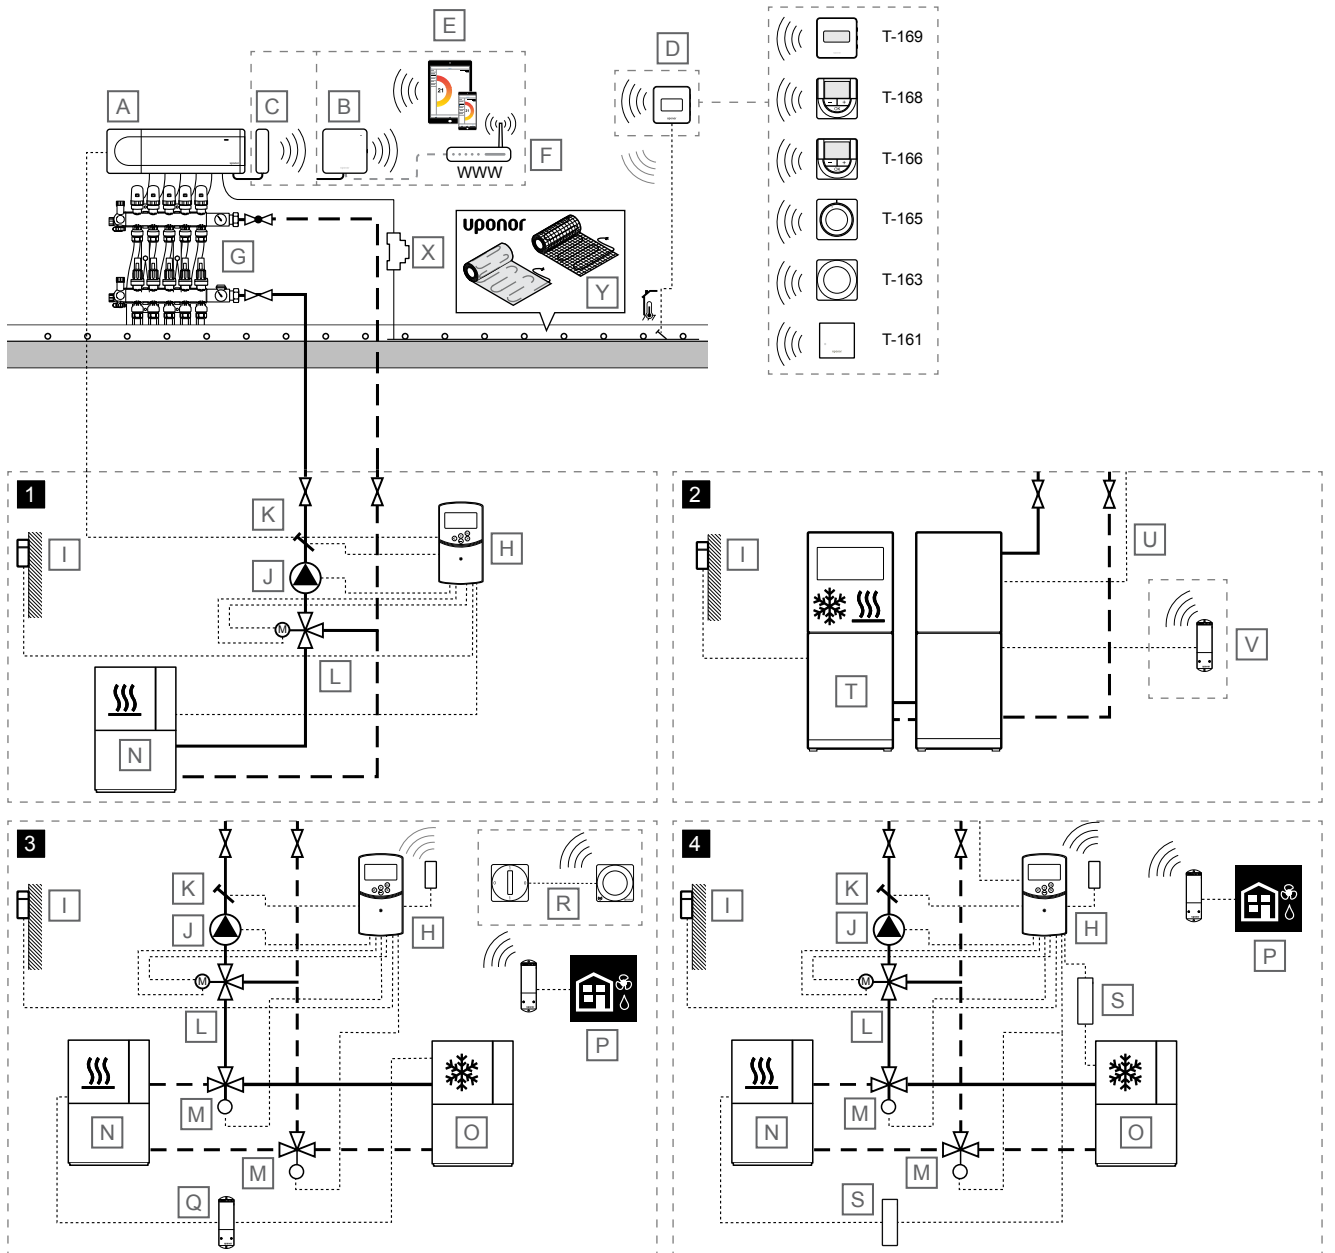 E
D
T-169
A
C
B
T-168
F
WWW
T-166
T-165
uponor
G
X
Y
T-163
T-161
1
K
H
I
J
M
L
N
2
I
U
V
T
3
K
I
J
H
R
M
L
P
N
M
O
M
Q
4
K
I
J
H
P
M
L
S
N
M
O
M
S